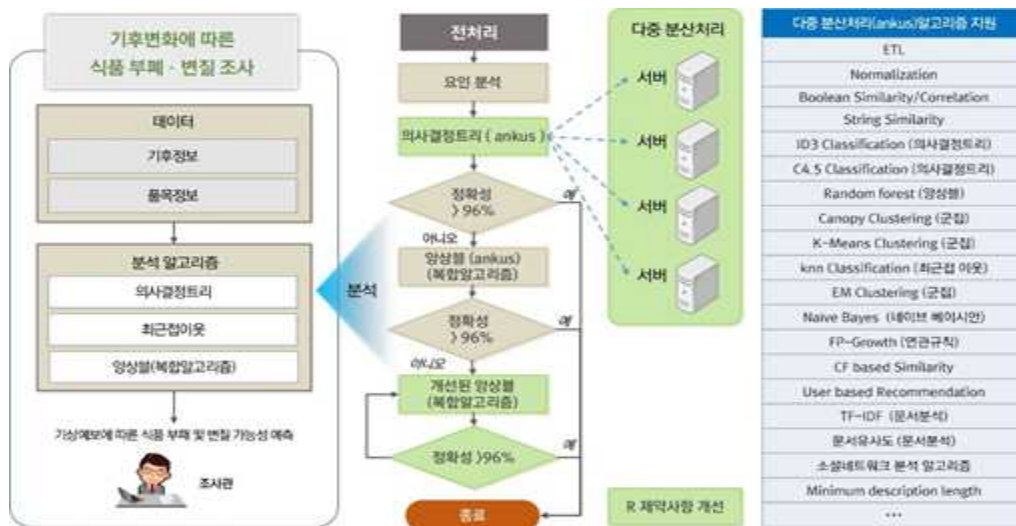 기후변화에 따른
식품 부패 · 변질 조사
데이터
기후정보
품목정보
분석 알고리즘
의사결정트리
최근접이웃
앙상블(복합알고리즘)
기상예보에 따른 식품 부패 및 변질 가능성 예측
조사관
분석
전처리
요인 분석
의사결정트리 ( ankus )
정확성
> 96%
예
아니오
앙상블 (ankus)
(복합알고리즘)
정확성
> 96%
예
아니오
개선된 앙상블
(복합알고리즘)
정확성 >96%
예
종료
다중 분산처리
서버
서버
서버
서버
R 제약사항 개선
다중 분산처리(ankus)알고리즘 지원
ETL
Normalization
Boolean Similarity/Correlation
String Similarity
ID3 Classification (의사결정트리)
C4.5 Classification (의사결정트리)
Random forest (앙상블)
Canopy Clustering (군집)
K-Means Clustering (군집)
knn Classification (최근접 이웃)
EM Clustering (군집)
Naive Bayes (네이브 베이시안)
FP-Growth (연관규칙)
CF based Similarity
User based Recommendation
TF-IDF (문서분석)
문서유사도 (문서분석)
소셜네트워크 분석 알고리즘
Minimum description length
...